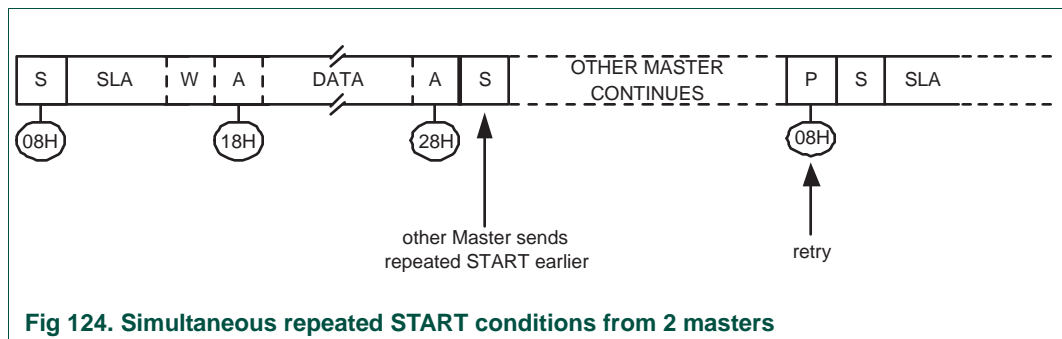 S SLA W A DATA A S OTHER MASTER CONTINUES P S SLA
08H 18H 28H 08H
other Master sends
repeated START earlier
retry
Fig 124. Simultaneous repeated START conditions from 2 masters